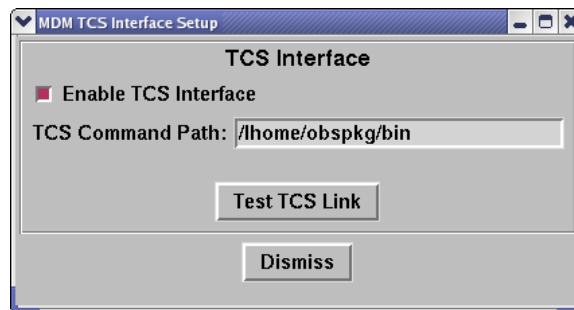 MDM TCS Interface Setup
TCS Interface
Enable TCS Interface
TCS Command Path: /lhome/obspkg/bin
Test TCS Link
Dismiss